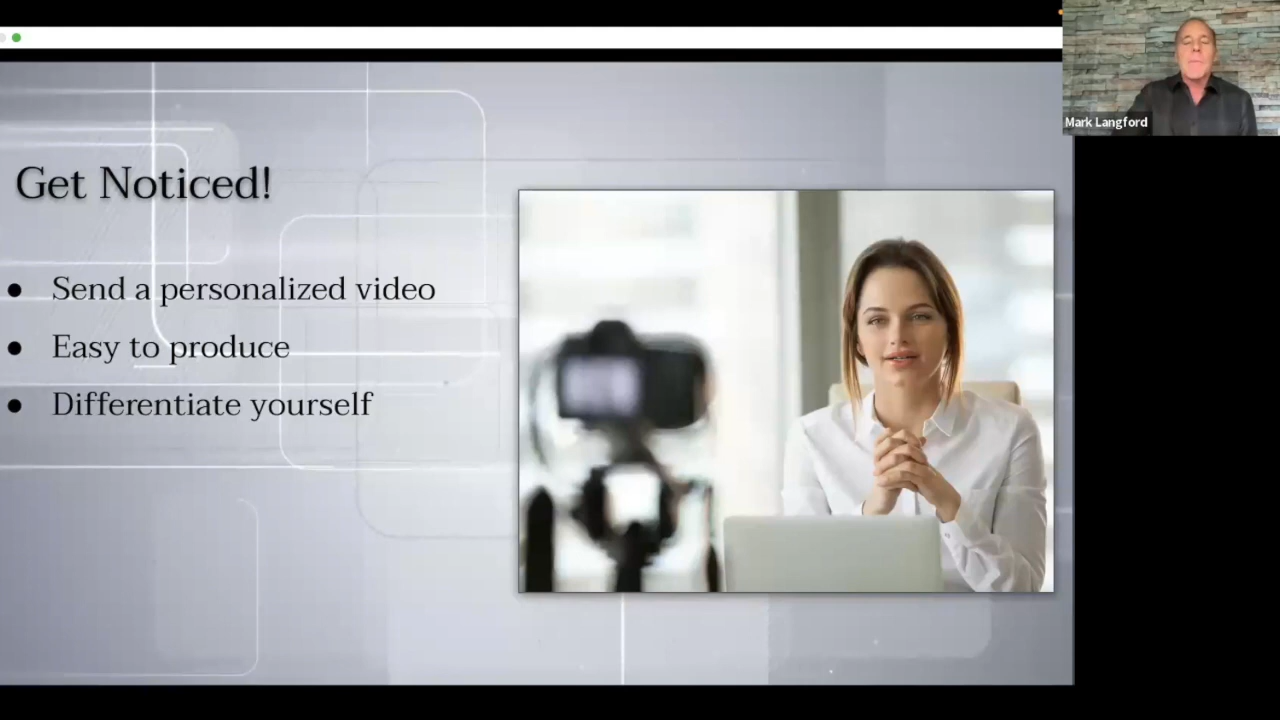 Mark Langford
Get Noticed!
● Send a personalized video
● Easy to produce
● Differentiate yourself